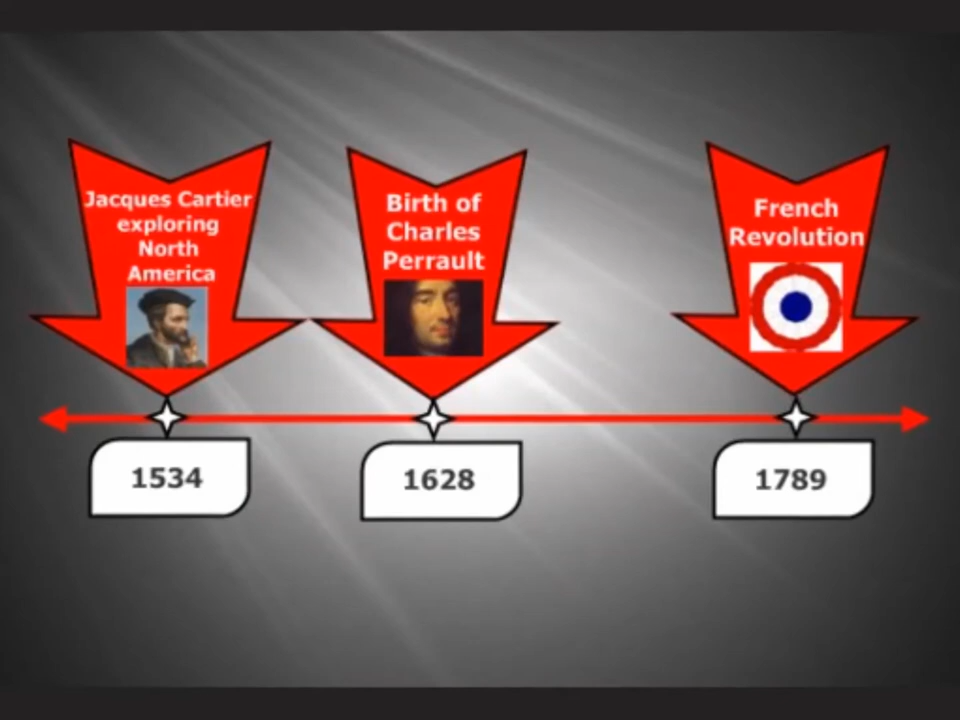 Jacques Cartier
exploring
North
America
Birth of
Charles
Perrault
French
Revolution
1534
1628
1789